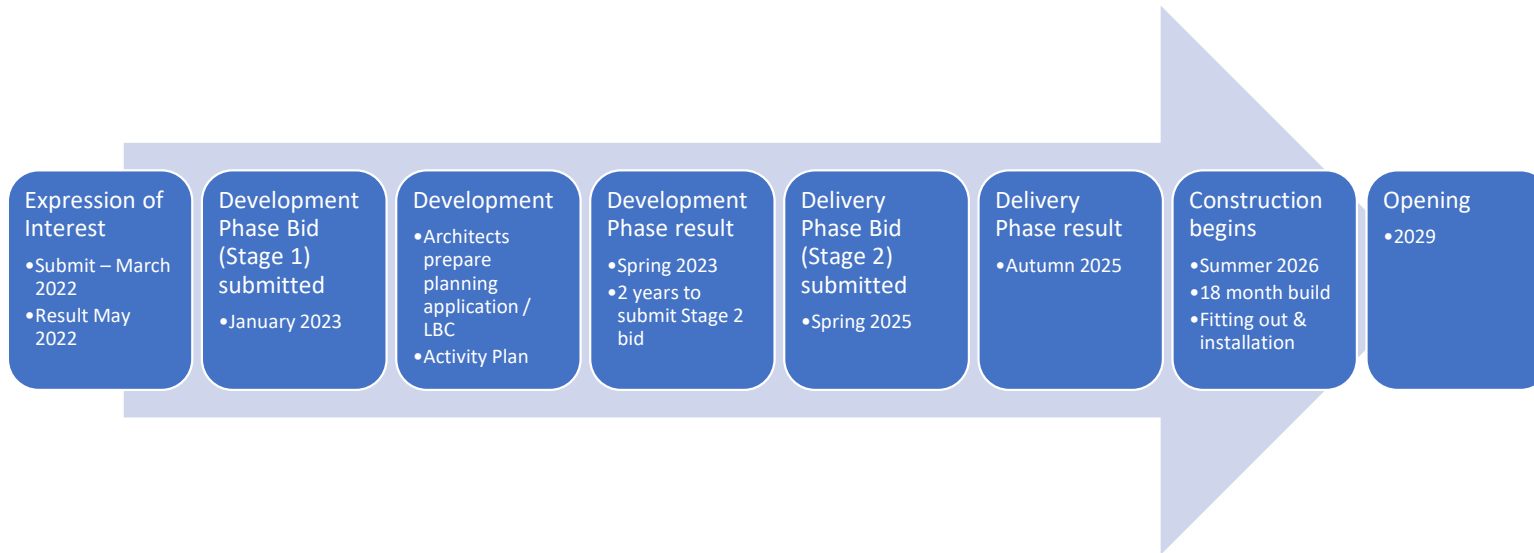 Expression of
Interest
•Submit – March
2022
•Result May
2022
Development
Phase Bid
(Stage 1)
submitted
•January 2023
Development
•Architects
prepare
planning
application /
LBC
•Activity Plan
Development
Phase result
•Spring 2023
•2 years to
submit Stage 2
bid
Delivery
Phase Bid
(Stage 2)
submitted
•Spring 2025
Delivery
Phase result
•Autumn 2025
Construction
begins
•Summer 2026
•18 month build
•Fitting out &
installation
Opening
•2029